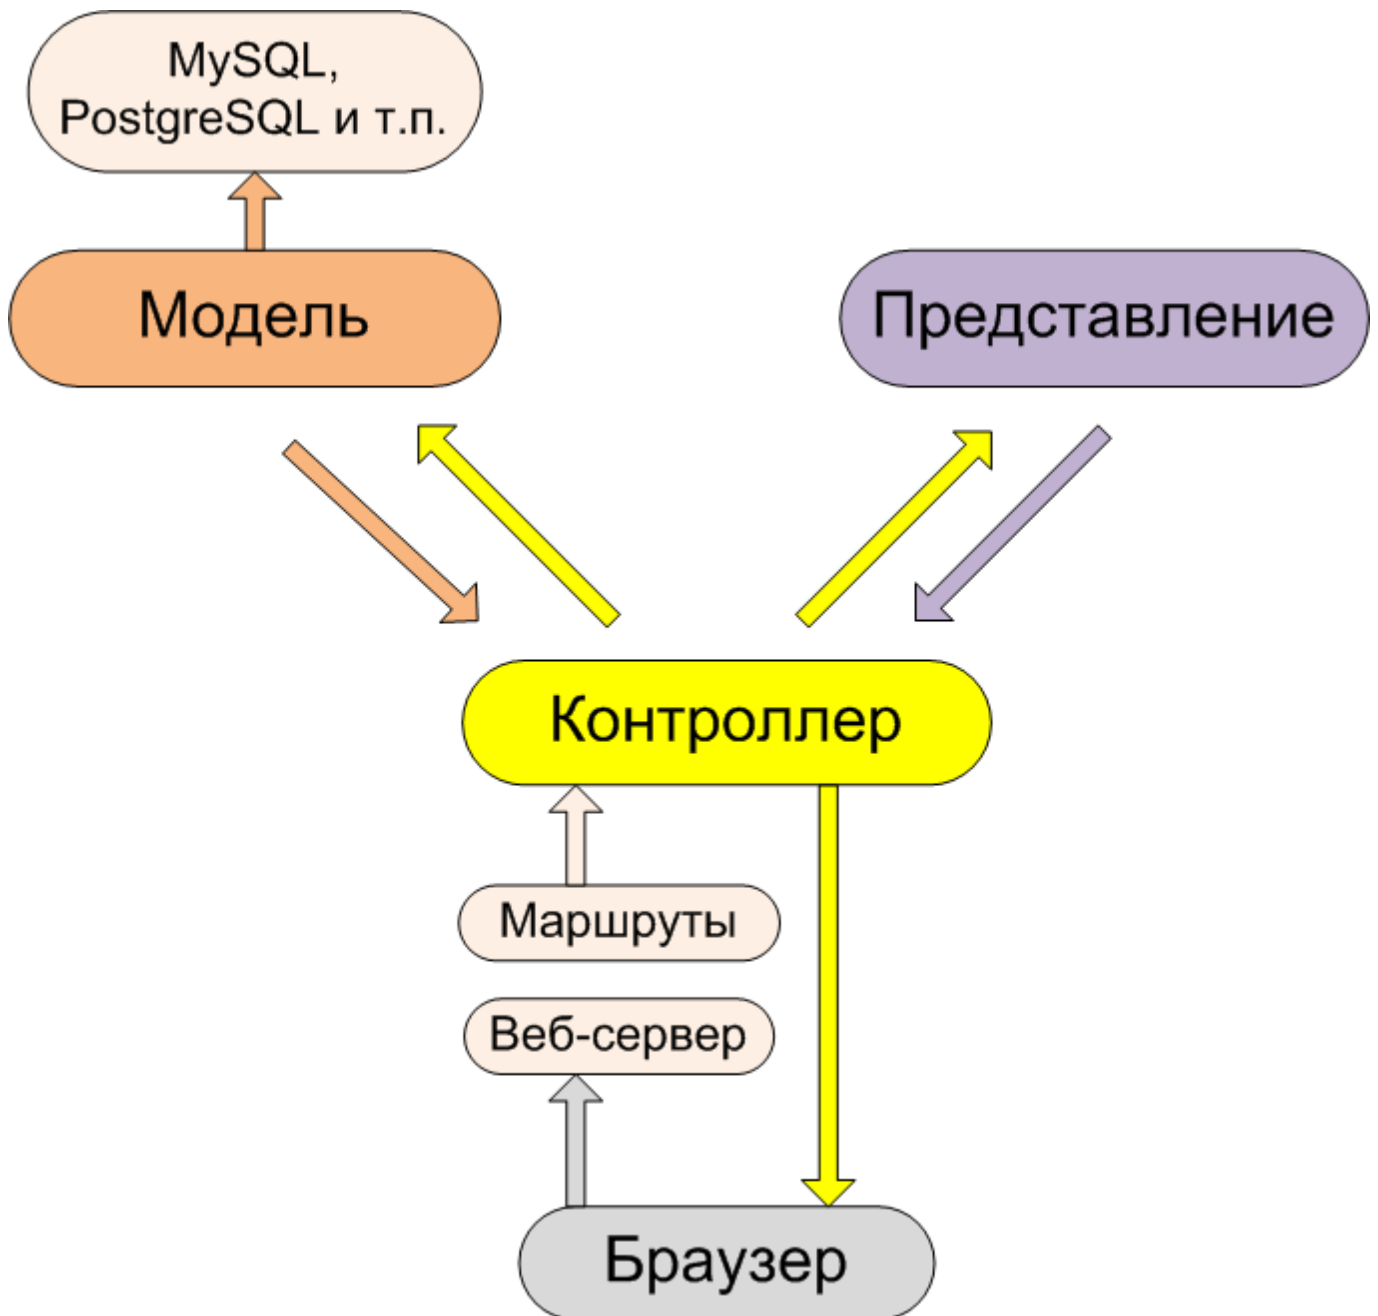 MySQL,
PostgreSQL и т.п.
Модель
Представление
Контроллер
Маршруты
Веб-сервер
Браузер